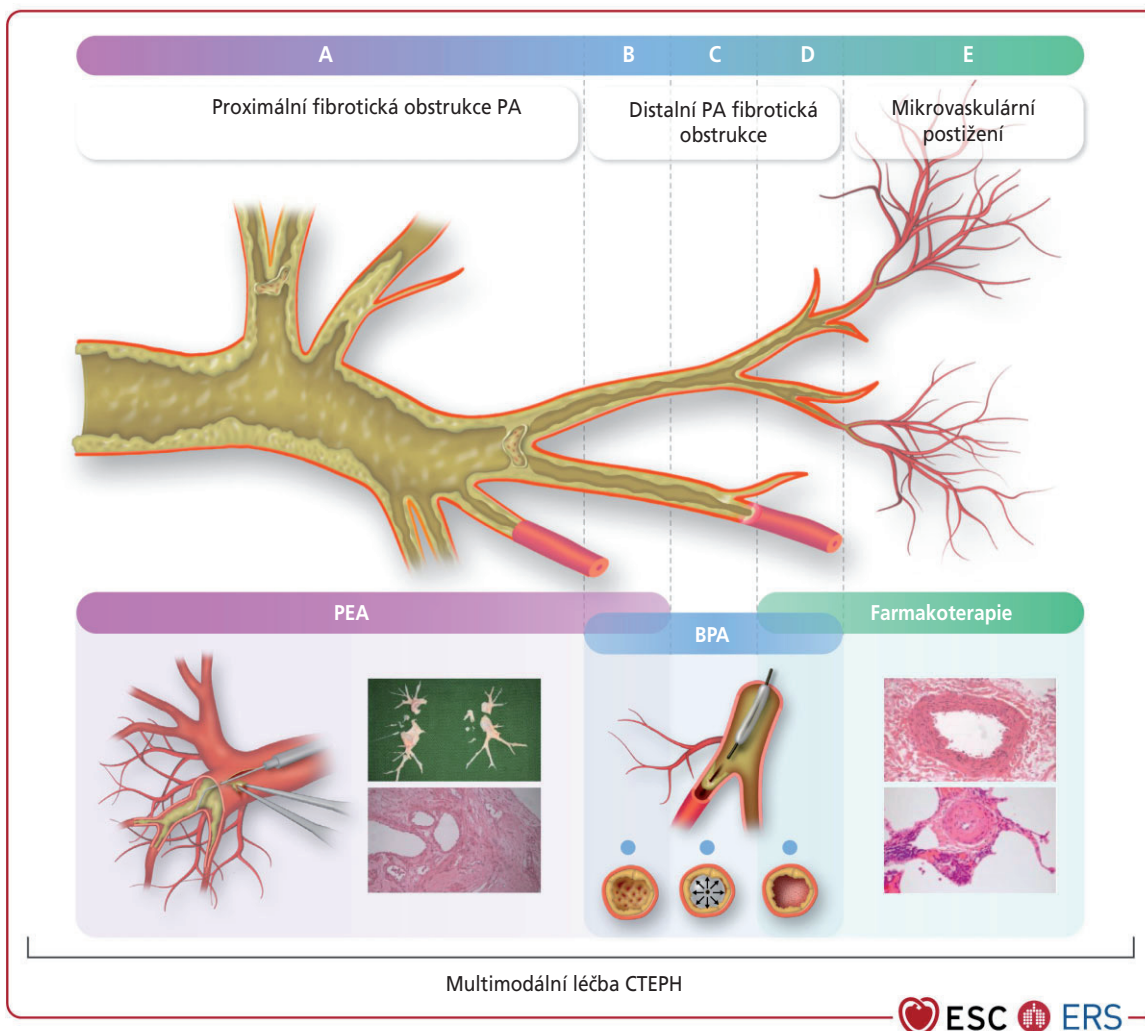 A
B
C
D
E
Proximální fibrotická obstrukce PA
Distalní PA fibrotická
obstrukce
Mikrovaskulární
postižení
PEA
BPA
Farmakoterapie
Multimodální léčba CTEPH
ESC ERS